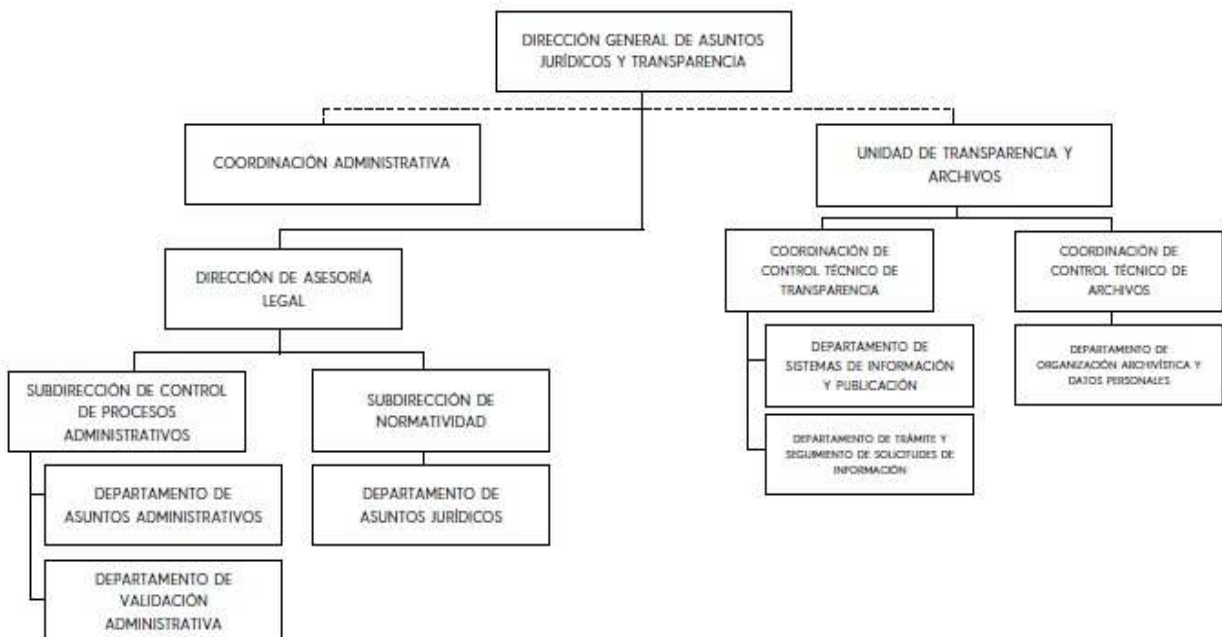 DIRECCIÓN GENERAL DE ASUNTOS
JURÍDICOS Y TRANSPARENCIA
COORDINACIÓN ADMINISTRATIVA
UNIDAD DE TRANSPARENCIA Y
ARCHIVOS
DIRECCIÓN DE ASESORÍA
LEGAL
COORDINACIÓN DE
CONTROL TÉCNICO DE
TRANSPARENCIA
COORDINACIÓN DE
CONTROL TÉCNICO DE
ARCHIVOS
DEPARTAMENTO DE
SISTEMAS DE INFORMACIÓN
Y PUBLICACIÓN
DEPARTAMENTO DE
ORGANIZACIÓN ARCHIVÍSTICA Y
DATOS PERSONALES
SUBDIRECCIÓN DE CONTROL
DE PROCESOS
ADMINISTRATIVOS
SUBDIRECCIÓN DE
NORMATIVIDAD
DEPARTAMENTO DE TRÁMITE Y
SEGUIMIENTO DE SOLICITUDES DE
INFORMACIÓN
DEPARTAMENTO DE
ASUNTOS ADMINISTRATIVOS
DEPARTAMENTO DE
ASUNTOS JURÍDICOS
DEPARTAMENTO DE
VALIDACIÓN
ADMINISTRATIVA